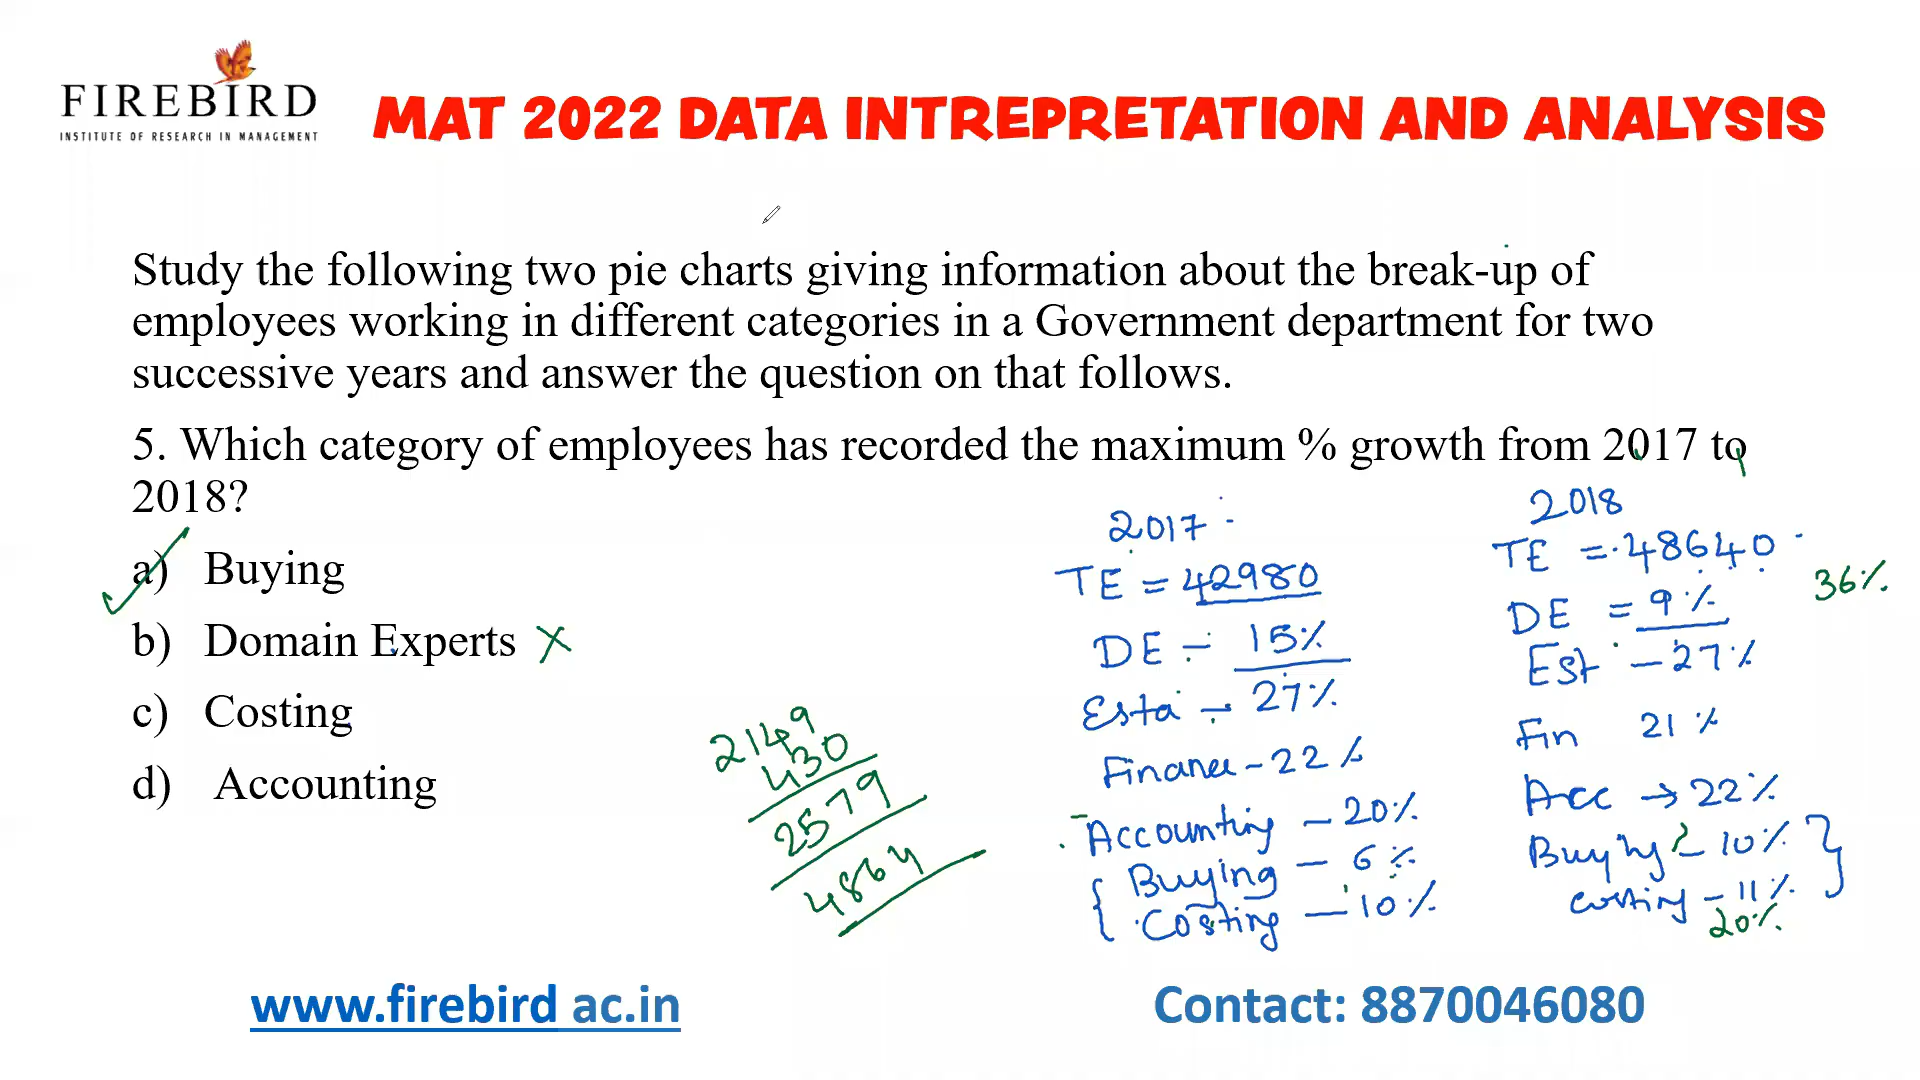 FIREBIRD
INSTITUTE OF RESEARCH IN MANAGEMENT
MAT 2022 DATA INTREPRETATION AND ANALYSIS
Study the following two pie charts giving information about the break-up of
employees working in different categories in a Government department for two
successive years and answer the question on that follows.
5. Which category of employees has recorded the maximum % growth from 2017 to
2018?
a) Buying
b) Domain Experts
c) Costing
d) Accounting
2149
430
2579
4864
2017
TE = 42980
DE - 15%
Esta - 27%
Finance - 22%
Accounting - 20%
Buying - 6%
Costing - 10%
2018
TE = 48640
36%
DE = 9%
Est - 27%
Fin 21%
Acc → 22%
Buying - 10%
costing - 11%
20%
www.firebird ac.in
Contact: 8870046080